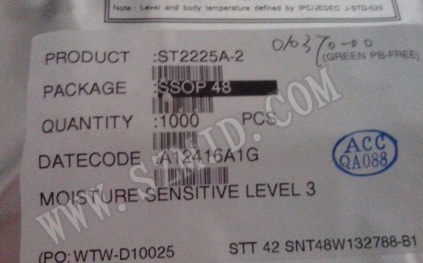 Note : Level and body temperature defined by IPC/JEDEC J-STD-020
PRODUCT :ST2225A-2
(GREEN PB-FREE)
PACKAGE :SSOP 48
QUANTITY :1000 PCS
DATECODE :A12416A1G
ACC
QA088
MOISTURE SENSITIVE LEVEL 3
(PO: WTW-D10025 STT 42 SNT48W132788-B1